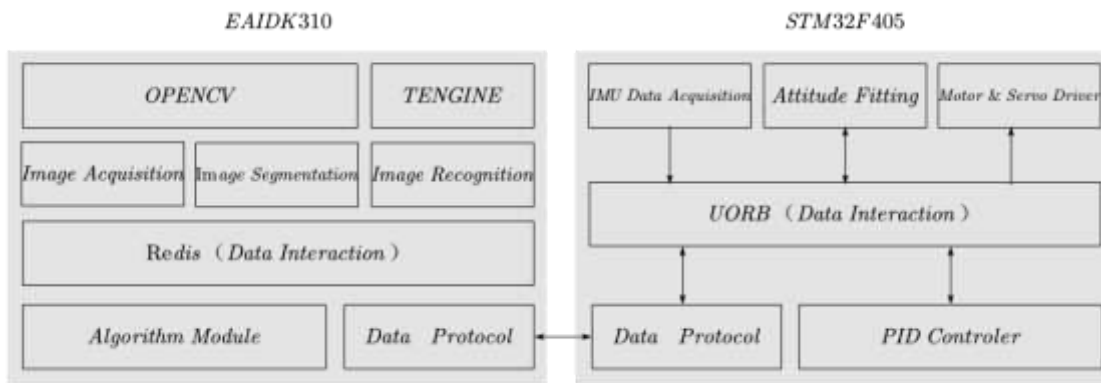 EAIDK310
STM32F405
OPENCV
TENGINE
Image Acquisition
Image Segmentation
Image Recognition
Redis（Data Interaction）
Algorithm Module
Data Protocol
IMU Data Acquisition
Attitude Fitting
Motor & Servo Driver
UORB（Data Interaction）
Data Protocol
PID Controler